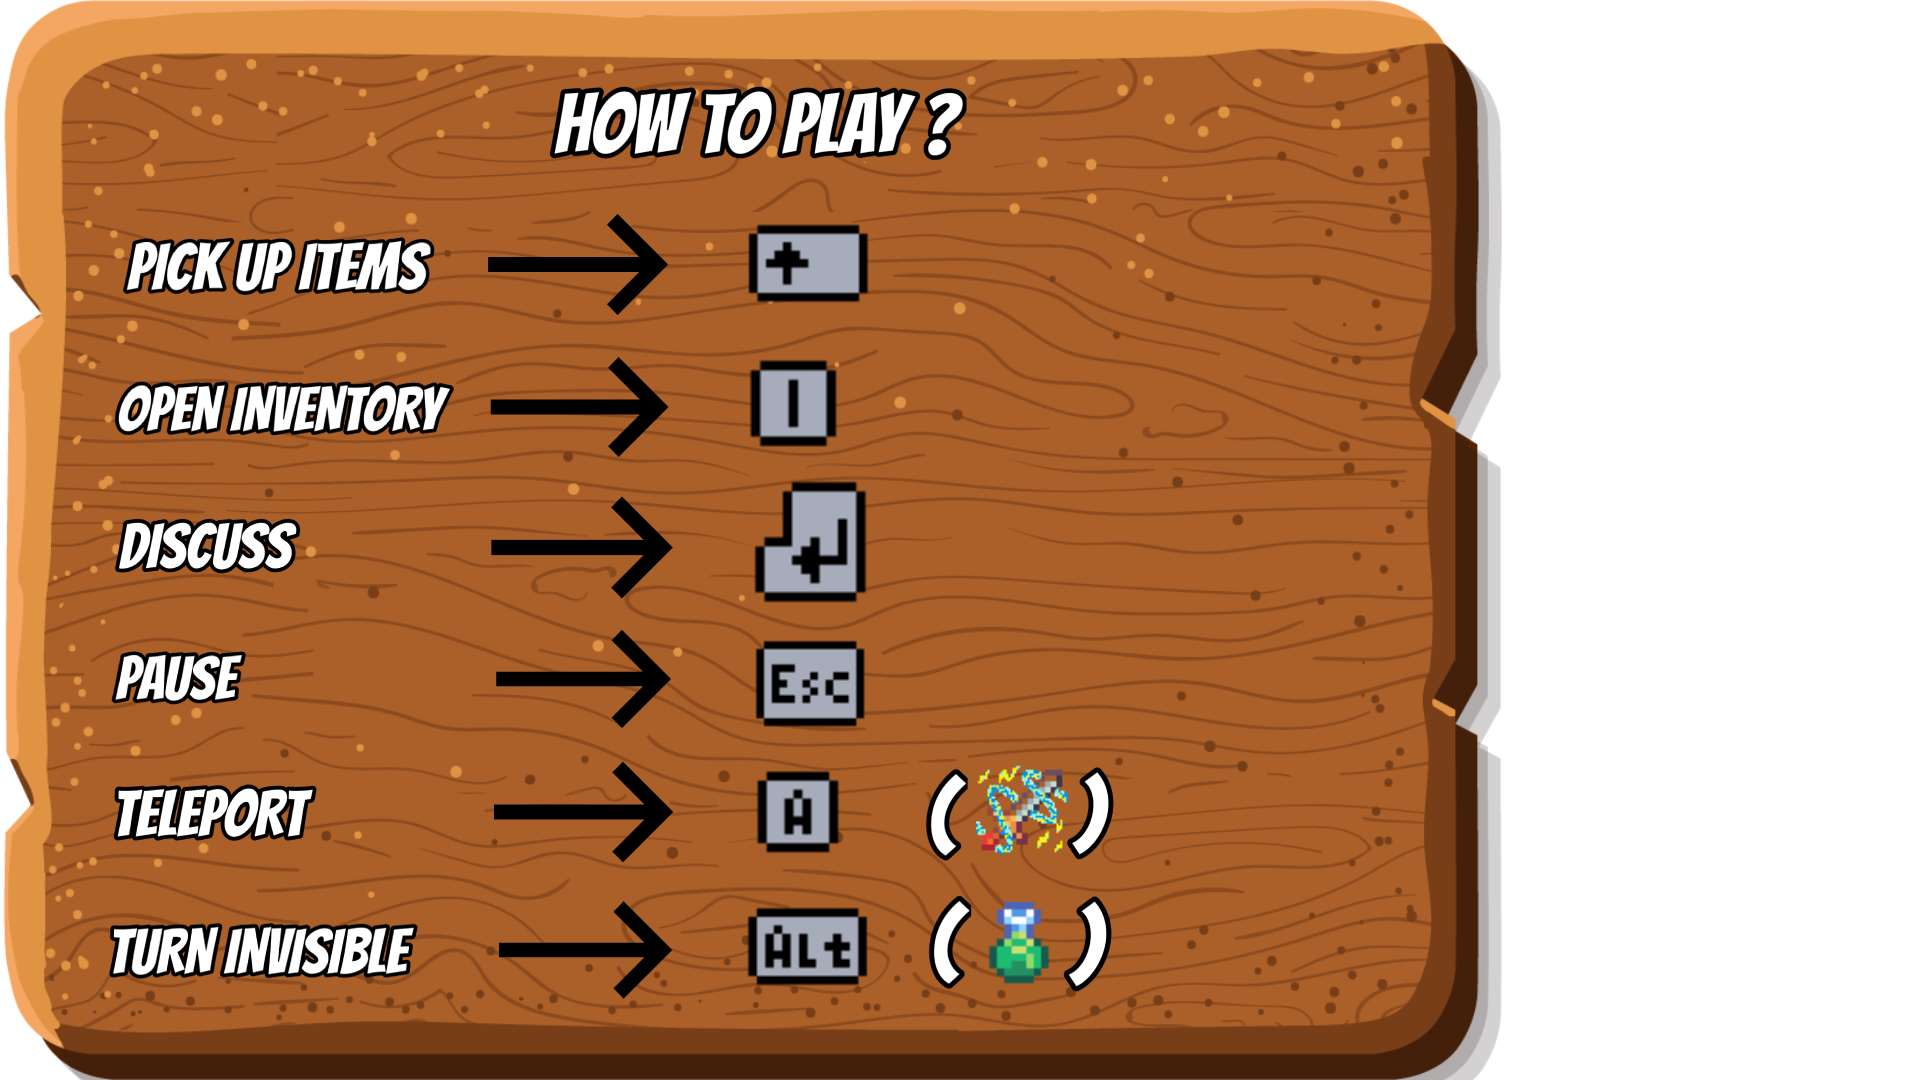 HOW TO PLAY ?
PICK UP ITEMS
OPEN INVENTORY I
DISCUSS
PAUSE Esc
TELEPORT A ( )
TURN INVISIBLE ALt ( )